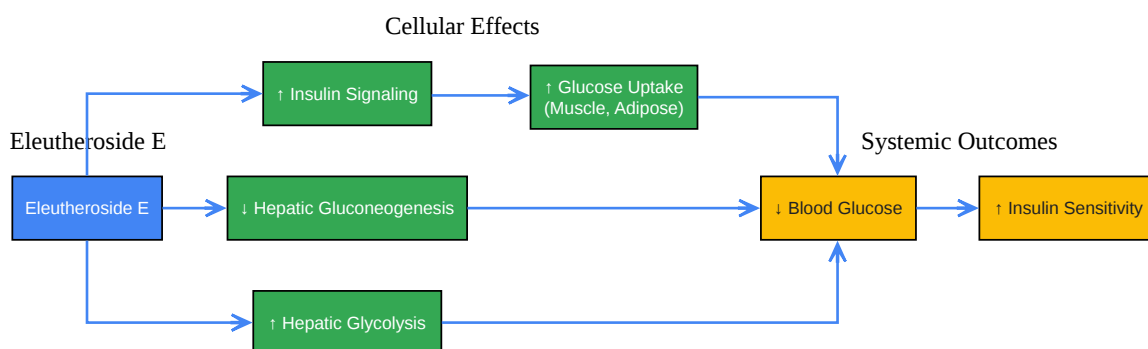 Cellular Effects
↑ Insulin Signaling
↑ Glucose Uptake
(Muscle, Adipose)
Eleutheroside E
Systemic Outcomes
Eleutheroside E
↓ Hepatic Gluconeogenesis
↓ Blood Glucose
↑ Insulin Sensitivity
↑ Hepatic Glycolysis